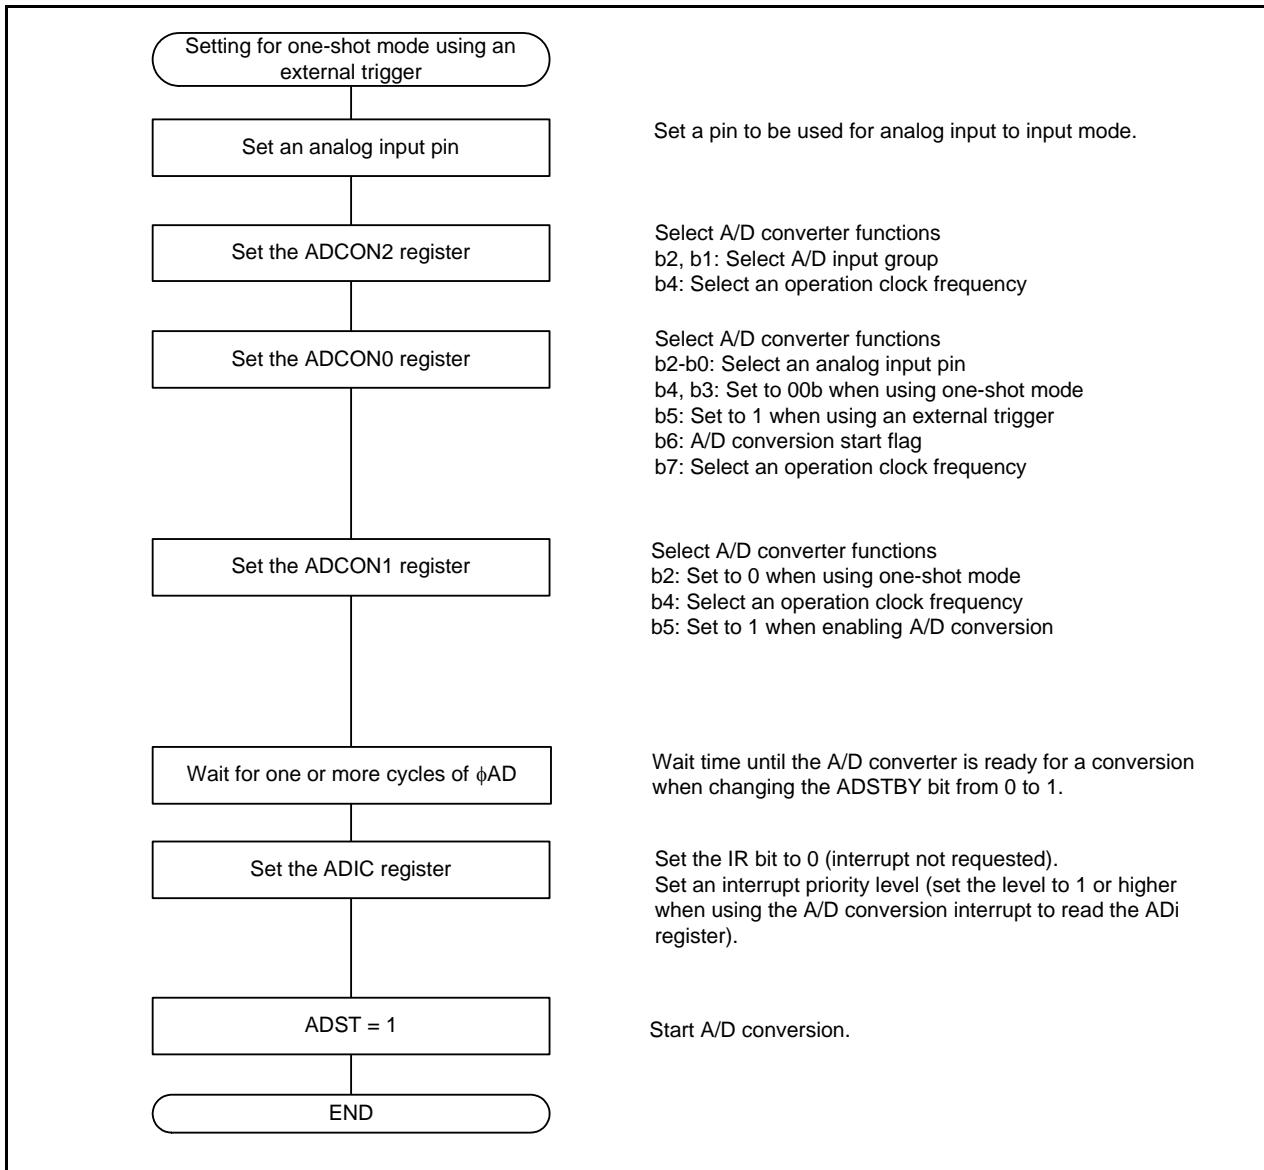 Setting for one-shot mode using an
external trigger
Set an analog input pin
Set a pin to be used for analog input to input mode.
Set the ADCON2 register
Select A/D converter functions
b2, b1: Select A/D input group
b4: Select an operation clock frequency
Set the ADCON0 register
Select A/D converter functions
b2-b0: Select an analog input pin
b4, b3: Set to 00b when using one-shot mode
b5: Set to 1 when using an external trigger
b6: A/D conversion start flag
b7: Select an operation clock frequency
Set the ADCON1 register
Select A/D converter functions
b2: Set to 0 when using one-shot mode
b4: Select an operation clock frequency
b5: Set to 1 when enabling A/D conversion
Wait for one or more cycles of ϕAD
Wait time until the A/D converter is ready for a conversion
when changing the ADSTBY bit from 0 to 1.
Set the ADIC register
Set the IR bit to 0 (interrupt not requested).
Set an interrupt priority level (set the level to 1 or higher
when using the A/D conversion interrupt to read the ADi
register).
ADST = 1
Start A/D conversion.
END